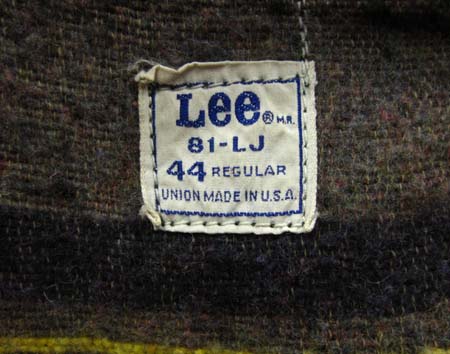 Lee® M.R.
81-LJ
44 REGULAR
UNION MADE IN U.S.A.